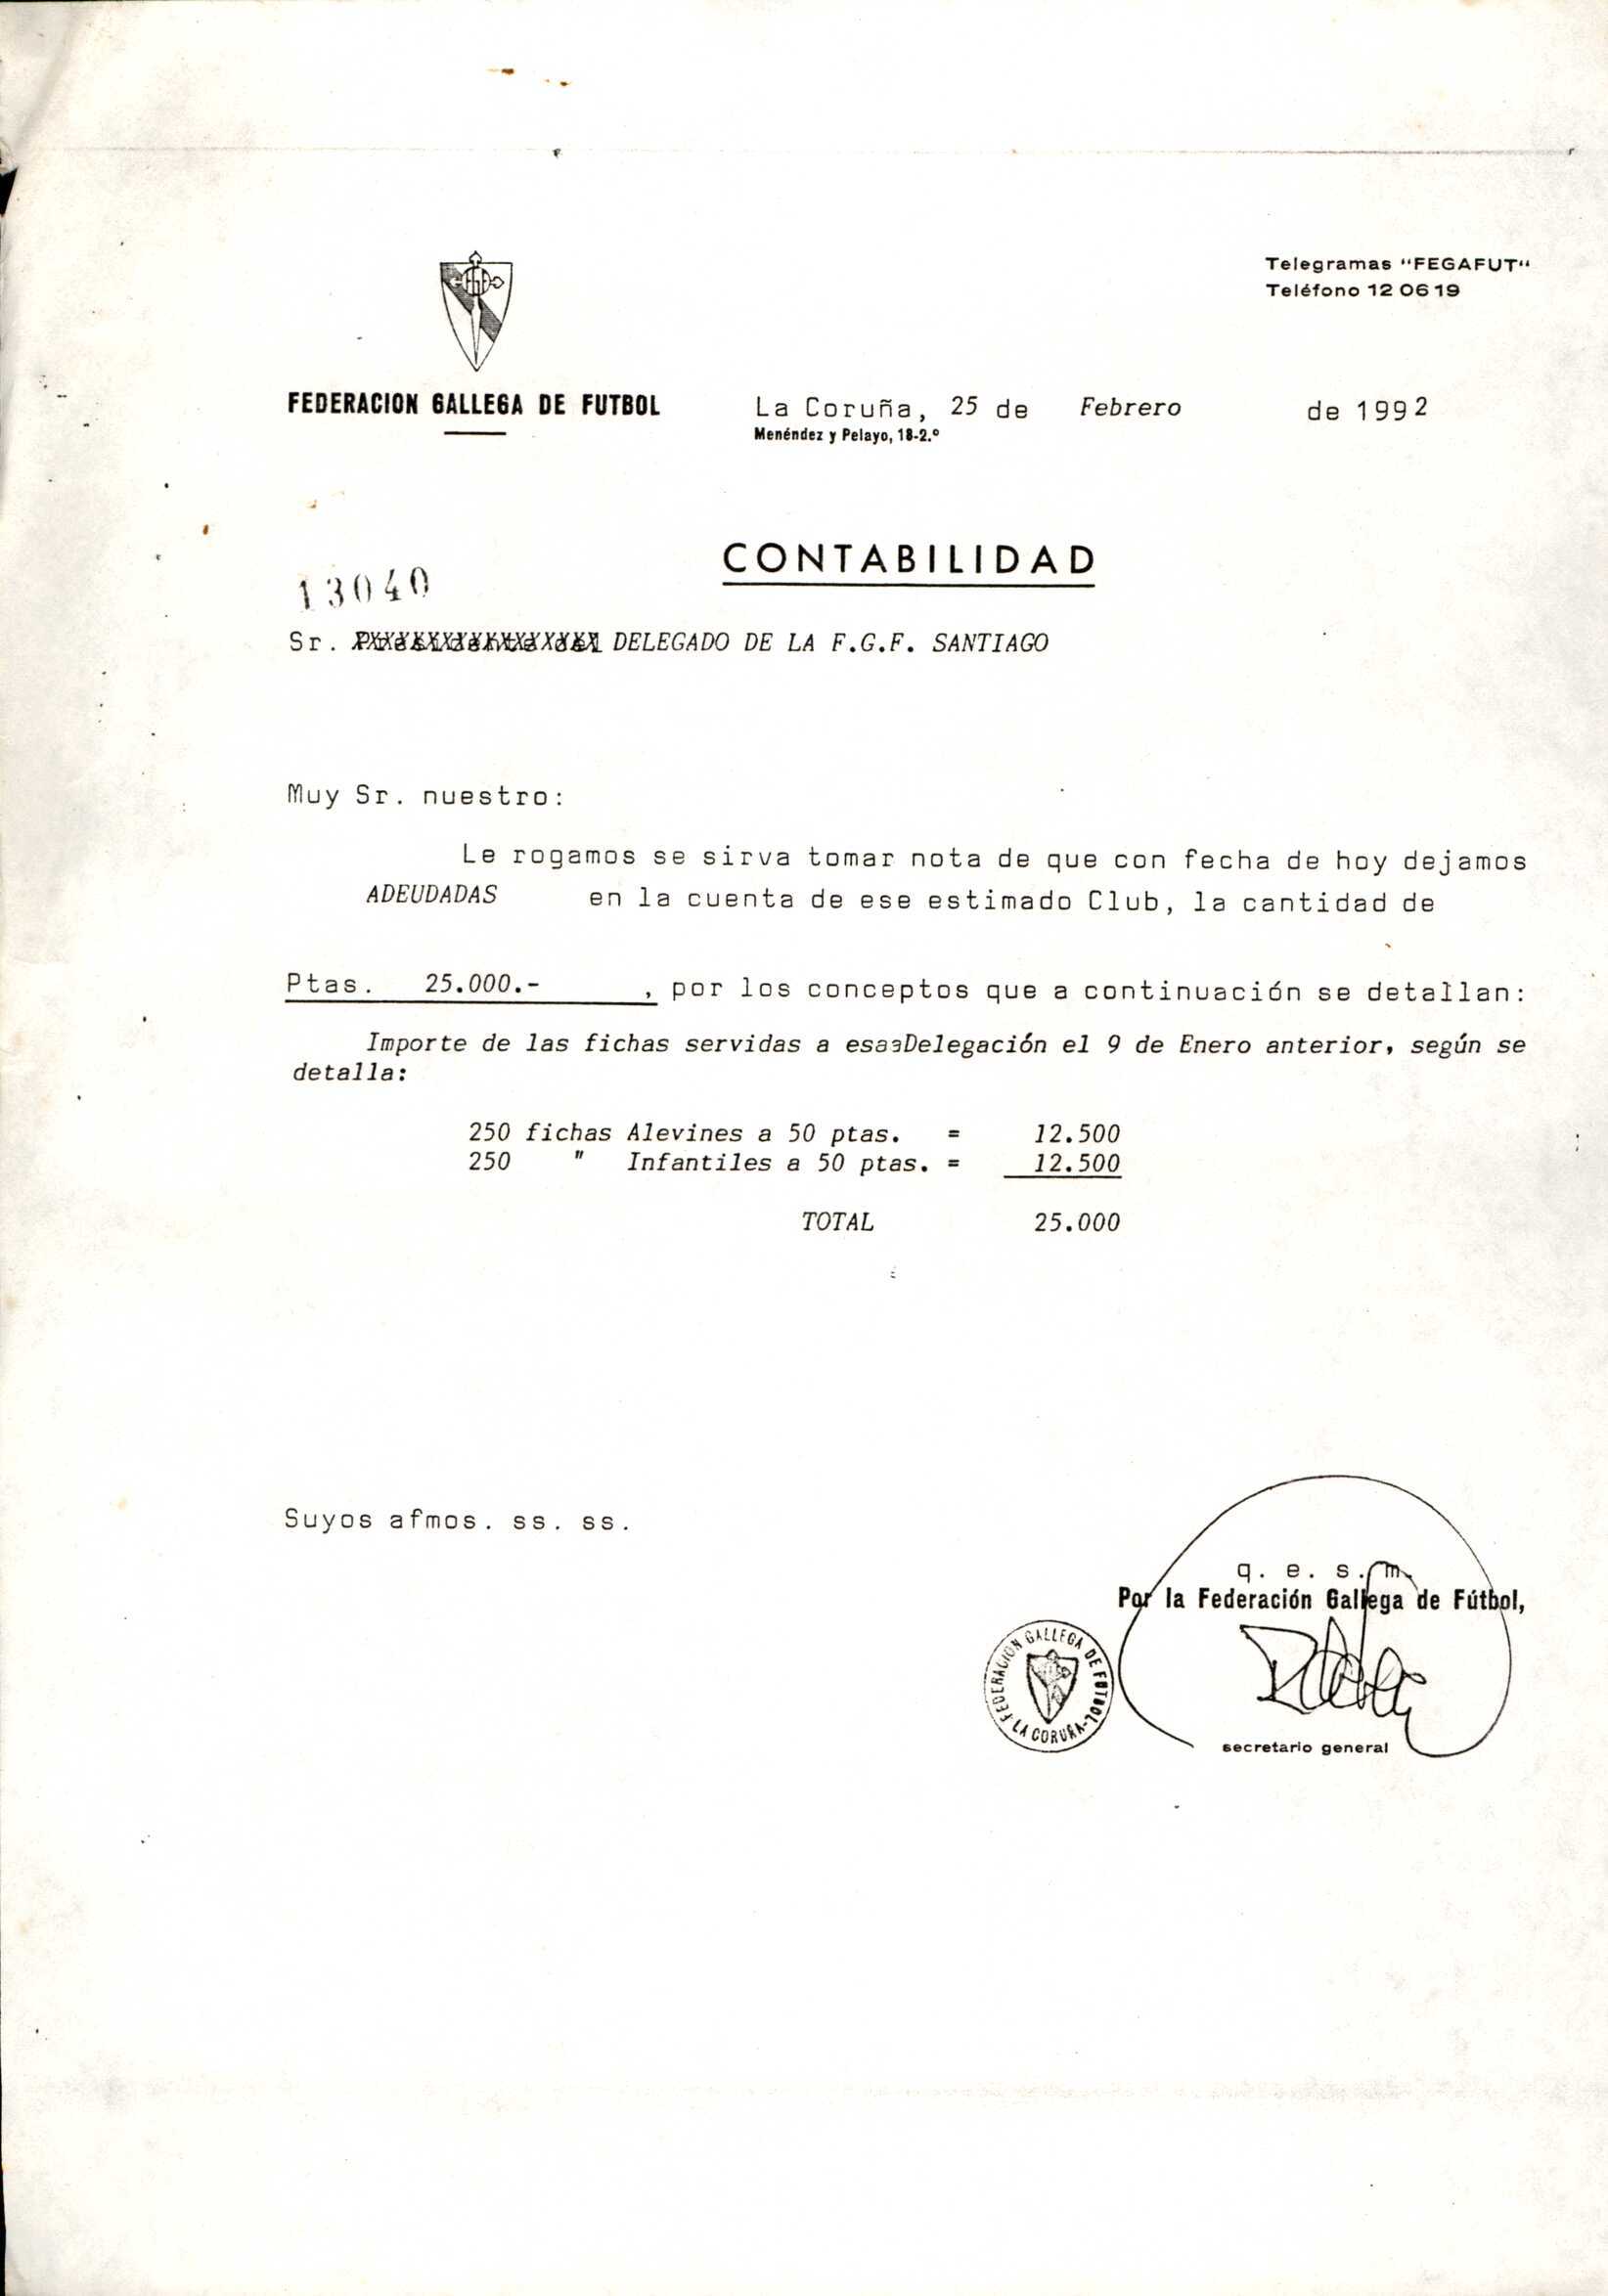 Telegramas "FEGAFUT"
Teléfono 12 06 19
FEDERACION GALLEGA DE FUTBOL
La Coruña, 25 de Febrero de 1992
Menéndez y Pelayo, 18-2.º
CONTABILIDAD
13040
Sr. DELEGADO DE LA F.G.F. SANTIAGO
Muy Sr. nuestro:
Le rogamos se sirva tomar nota de que con fecha de hoy dejamos
ADEUDADAS en la cuenta de ese estimado Club, la cantidad de
Ptas. 25.000.- , por los conceptos que a continuación se detallan:
Importe de las fichas servidas a esaaDelegación el 9 de Enero anterior, según se
detalla:
250 fichas Alevines a 50 ptas. = 12.500
250 " Infantiles a 50 ptas. = 12.500
TOTAL 25.000
Suyos afmos. ss. ss.
q. e. s. m.
Por la Federación Gallega de Fútbol,
FEDERACION GALLEGA DE FUTBOL-LA CORUÑA-
secretario general